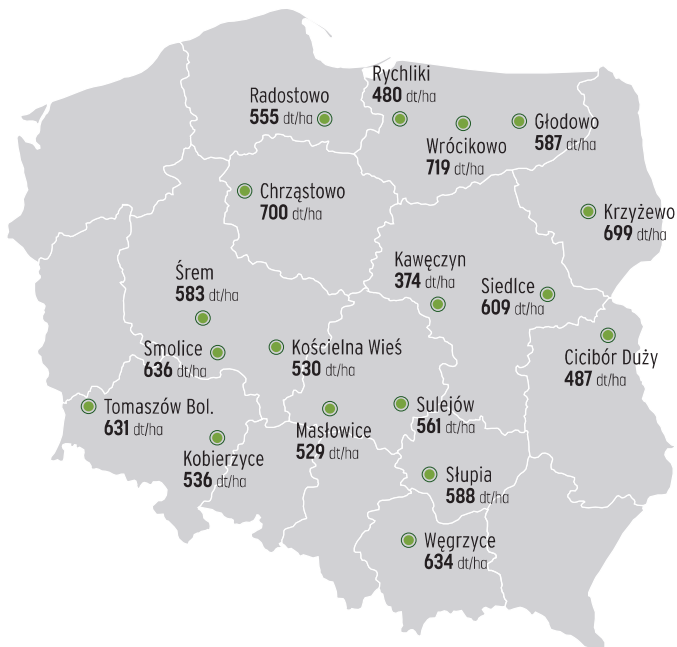 Rychliki
480 dt/ha
Radostowo
555 dt/ha
Głodowo
587 dt/ha
Wrócikowo
719 dt/ha
Chrząstowo
700 dt/ha
Krzyżewo
699 dt/ha
Kawęczyn
374 dt/ha
Siedlce
609 dt/ha
Śrem
583 dt/ha
Smolice
636 dt/ha
Kościelna Wieś
530 dt/ha
Cicibór Duży
487 dt/ha
Tomaszów Bol.
631 dt/ha
Sulejów
561 dt/ha
Masłowice
529 dt/ha
Kobierzyce
536 dt/ha
Słupia
588 dt/ha
Węgrzyce
634 dt/ha